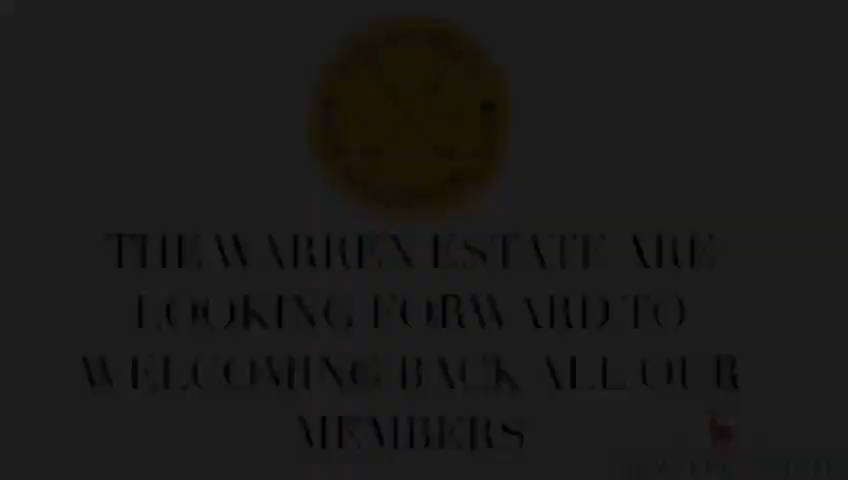 THE WARREN ESTATE ARE
LOOKING FORWARD TO
WELCOMING BACK ALL OUR
MEMBERS